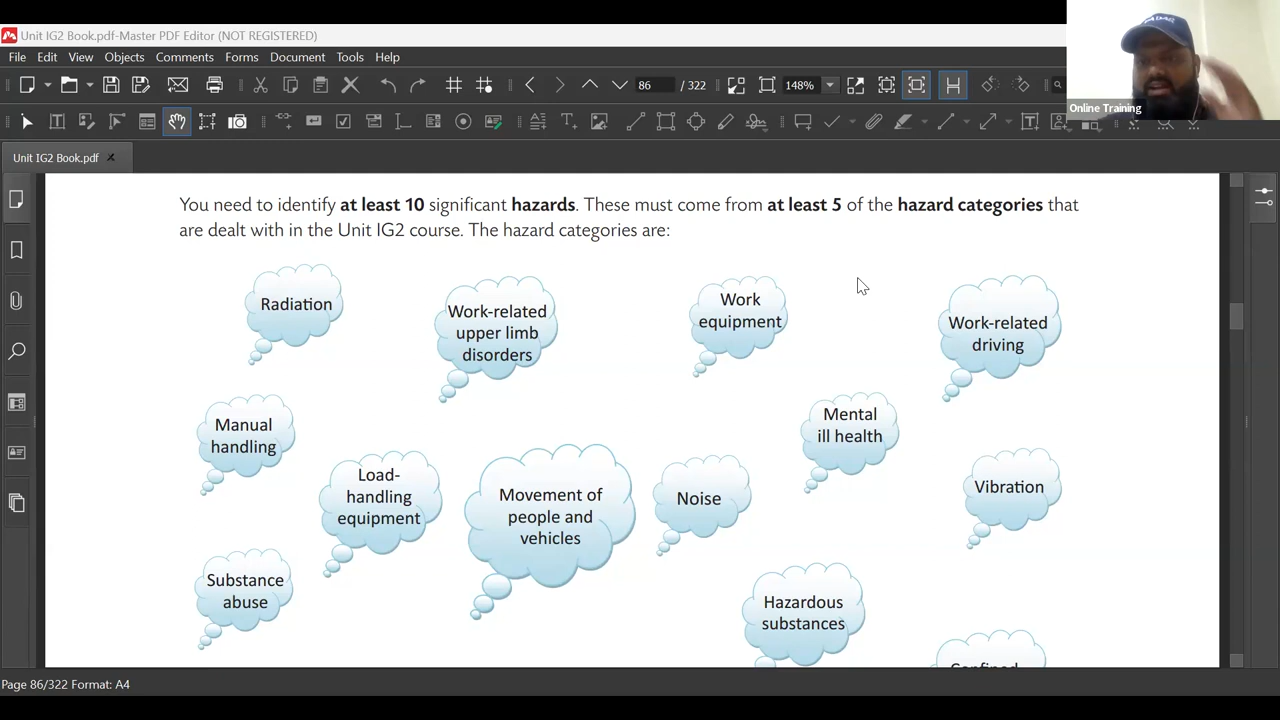 Unit IG2 Book.pdf-Master PDF Editor (NOT REGISTERED)
File Edit View Objects Comments Forms Document Tools Help
86 / 322 148%
Online Training
Unit IG2 Book.pdf
You need to identify at least 10 significant hazards. These must come from at least 5 of the hazard categories that
are dealt with in the Unit IG2 course. The hazard categories are:
Radiation
Work-related
upper limb
disorders
Work
equipment
Work-related
driving
Manual
handling
Load-
handling
equipment
Movement of
people and
vehicles
Noise
Mental
ill health
Vibration
Substance
abuse
Hazardous
substances
Confined
Page 86/322 Format: A4